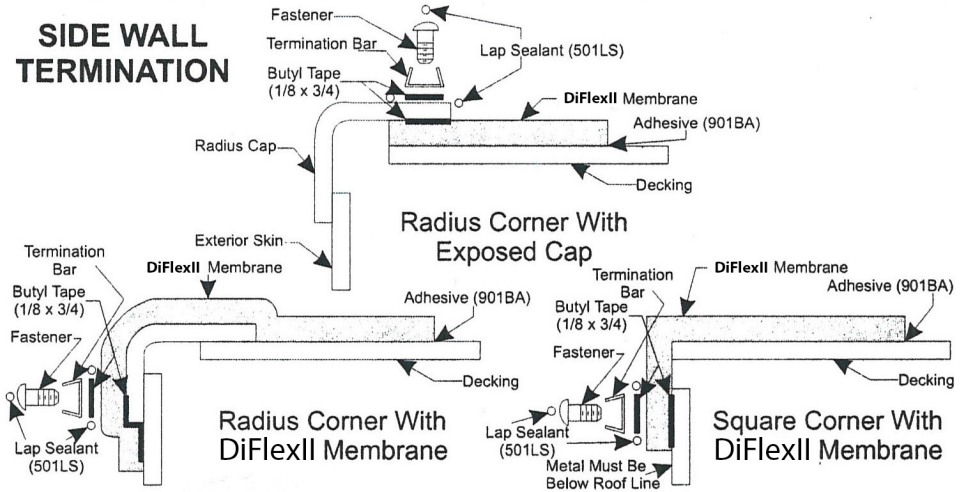 SIDE WALL
TERMINATION
Fastener
Termination Bar
Butyl Tape
(1/8 x 3/4)
Lap Sealant (501LS)
DiFlexII Membrane
Adhesive (901BA)
Radius Cap
Decking
Exterior Skin
Radius Corner With
Exposed Cap
Termination
Bar
DiFlexII Membrane
Butyl Tape
(1/8 x 3/4)
Adhesive (901BA)
Fastener
Decking
Lap Sealant
(501LS)
Radius Corner With
DiFlexII Membrane
Termination
Bar
DiFlexII Membrane
Butyl Tape
(1/8 x 3/4)
Adhesive (901BA)
Fastener
Decking
Lap Sealant
(501LS)
Metal Must Be
Below Roof Line
Square Corner With
DiFlexII Membrane